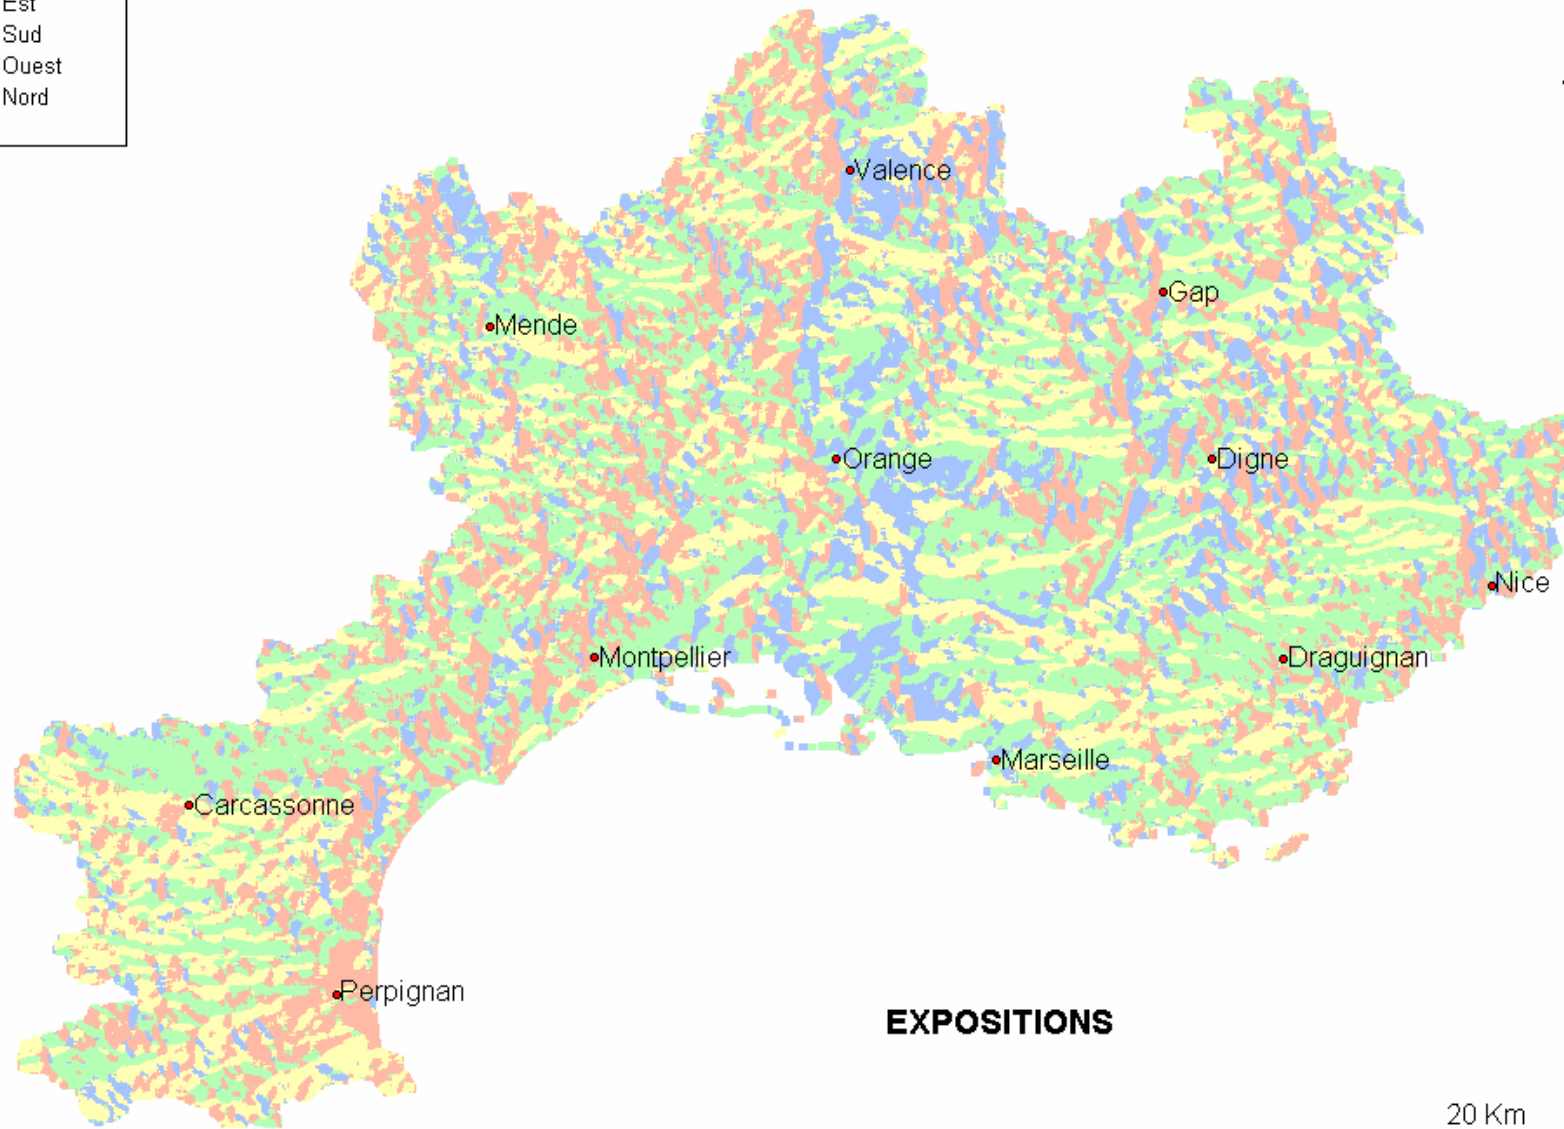 Est
Sud
Ouest
Nord
Valence
Gap
Mende
Orange
Digne
Nice
Montpellier
Draguignan
Marseille
Carcassonne
Perpignan
EXPOSITIONS
20 Km